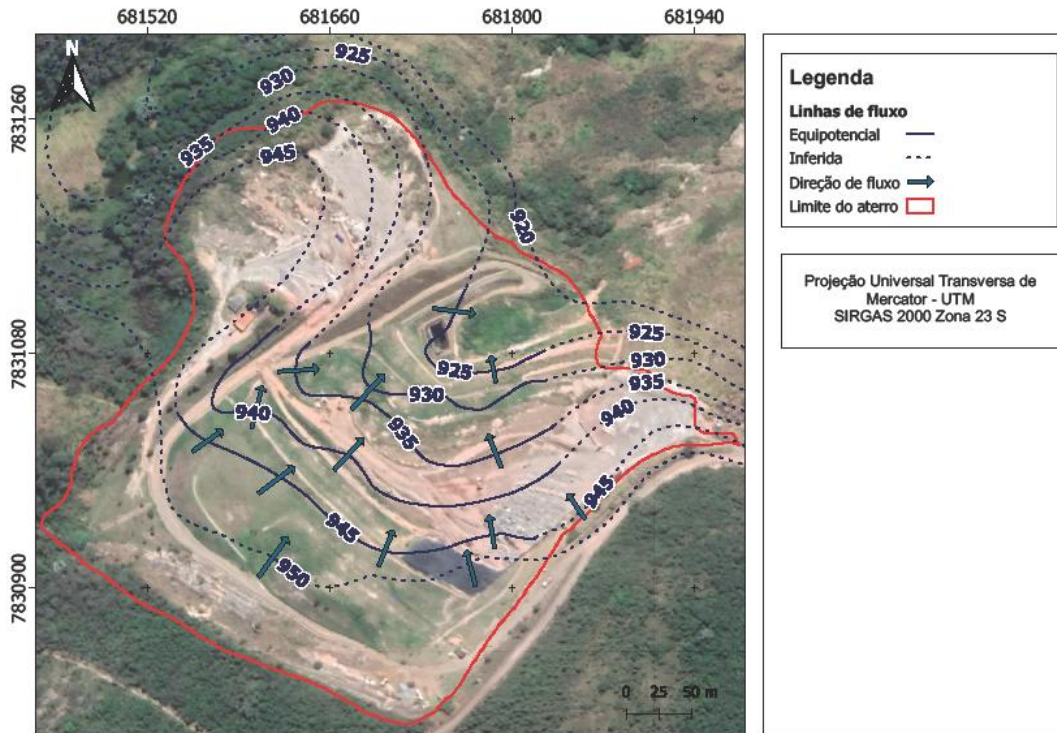 681520 681660 681800 681940
N
925
930
7831260
940
935
945
920
925
7831080
930
925
935
930
940
940
935
945
945
7830900
950
0 25 50 m
Legenda
Linhas de fluxo
Equipotencial
Inferida
Direção de fluxo
Limite do aterro
Projeção Universal Transversa de
Mercator - UTM
SIRGAS 2000 Zona 23 S